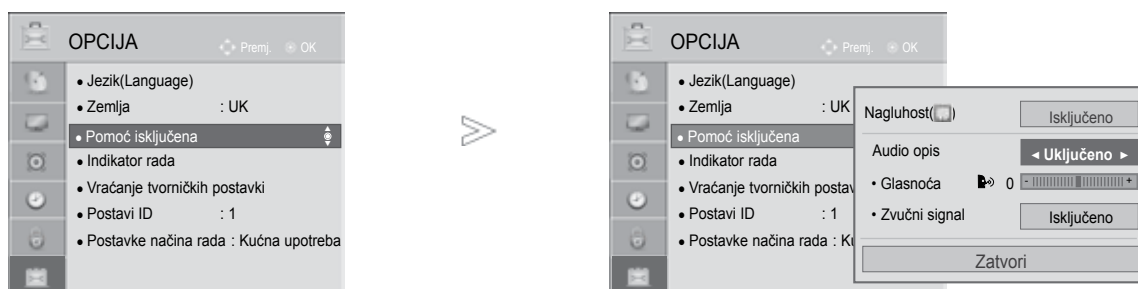 OPCIJA Premj. OK
• Jezik(Language)
• Zemlja : UK
• Pomoć isključena
• Indikator rada
• Vraćanje tvorničkih postavki
• Postavi ID : 1
• Postavke načina rada : Kućna upotreba
OPCIJA Premj. OK
• Jezik(Language)
• Zemlja : UK
• Pomoć isključena
• Indikator rada
• Vraćanje tvorničkih postav
• Postavi ID : 1
• Postavke načina rada : Ku
Nagluhost( ) Isključeno
Audio opis ◄ Uključeno ►
• Glasnoća 0 - +
• Zvučni signal Isključeno
Zatvori